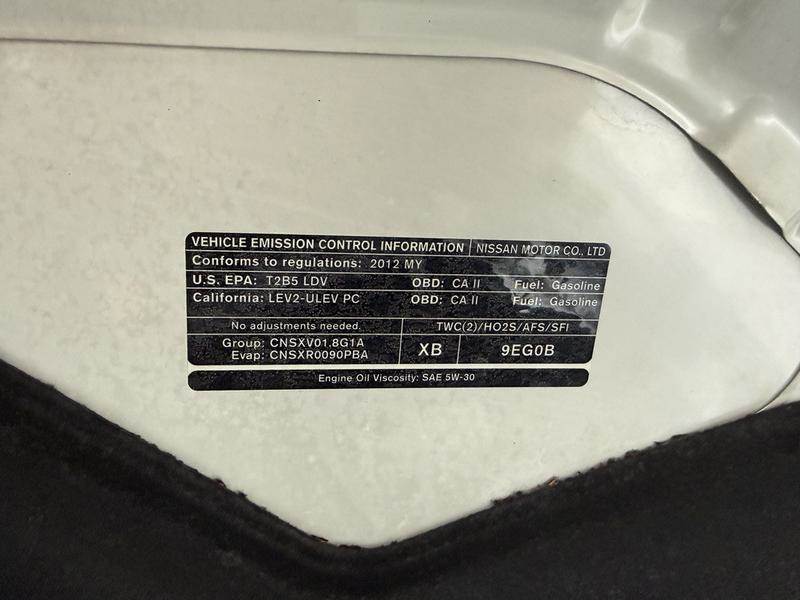 VEHICLE EMISSION CONTROL INFORMATION NISSAN MOTOR CO., LTD
Conforms to regulations: 2012 MY
U.S. EPA: T2B5 LDV OBD: CA II Fuel: Gasoline
California: LEV2-ULEV PC OBD: CA II Fuel: Gasoline
No adjustments needed. TWC(2)/HO2S/AFS/SFI
Group: CNSXV01.8G1A
Evap: CNSXR0090PBA XB 9EG0B
Engine Oil Viscosity: SAE 5W-30